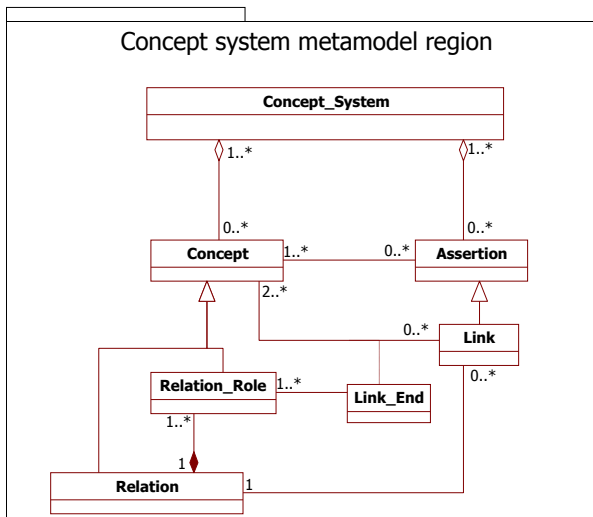 Concept system metamodel region
Concept_System
1..* 1..*
0..* 0..*
Concept 1..* 0..* Assertion
2..*
0..* Link
Relation_Role 1..* Link_End 0..*
1..*
1
Relation 1